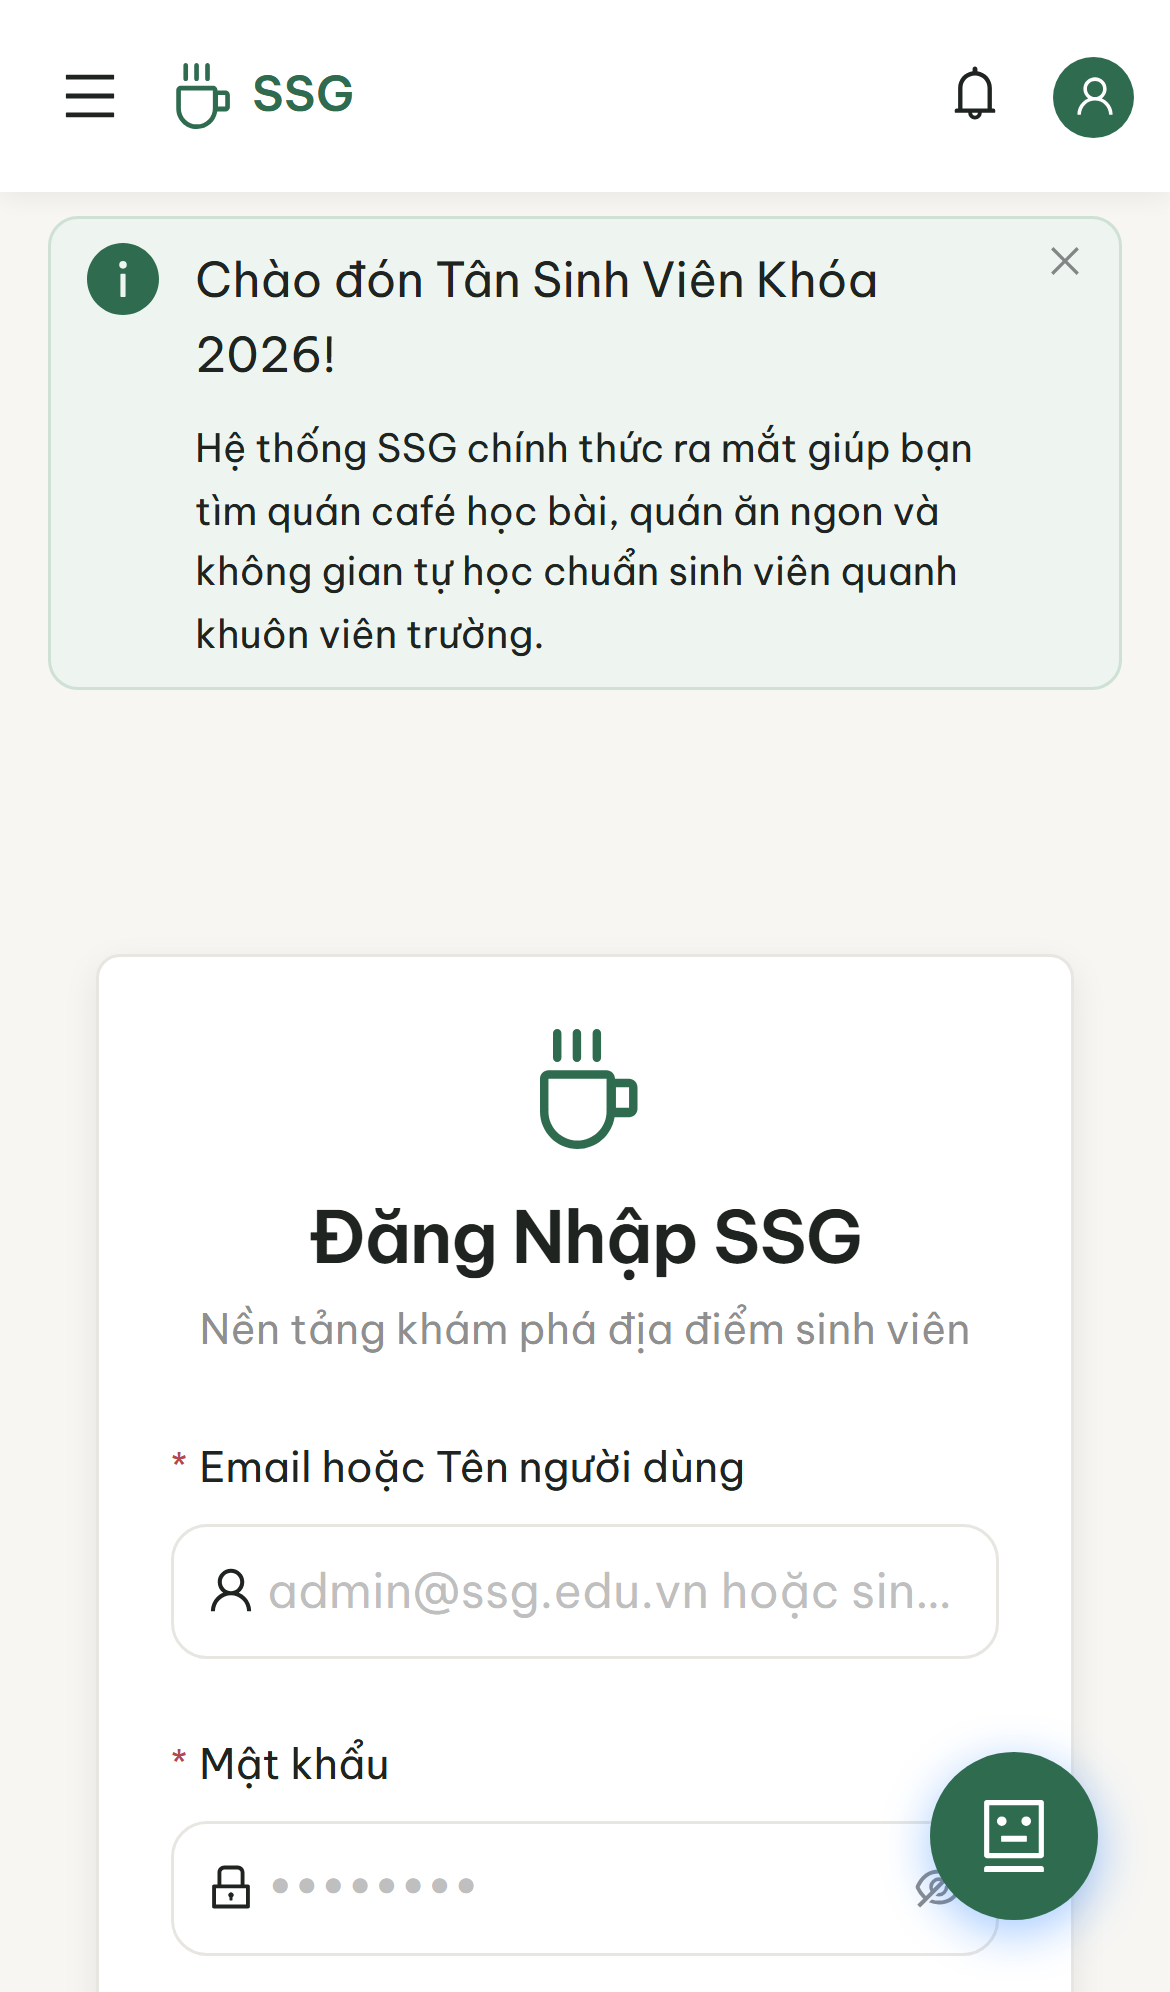 SSG
Chào đón Tân Sinh Viên Khóa
2026!
Hệ thống SSG chính thức ra mắt giúp bạn
tìm quán café học bài, quán ăn ngon và
không gian tự học chuẩn sinh viên quanh
khuôn viên trường.
Đăng Nhập SSG
Nền tảng khám phá địa điểm sinh viên
* Email hoặc Tên người dùng
admin@ssg.edu.vn hoặc sin...
* Mật khẩu
••••••••